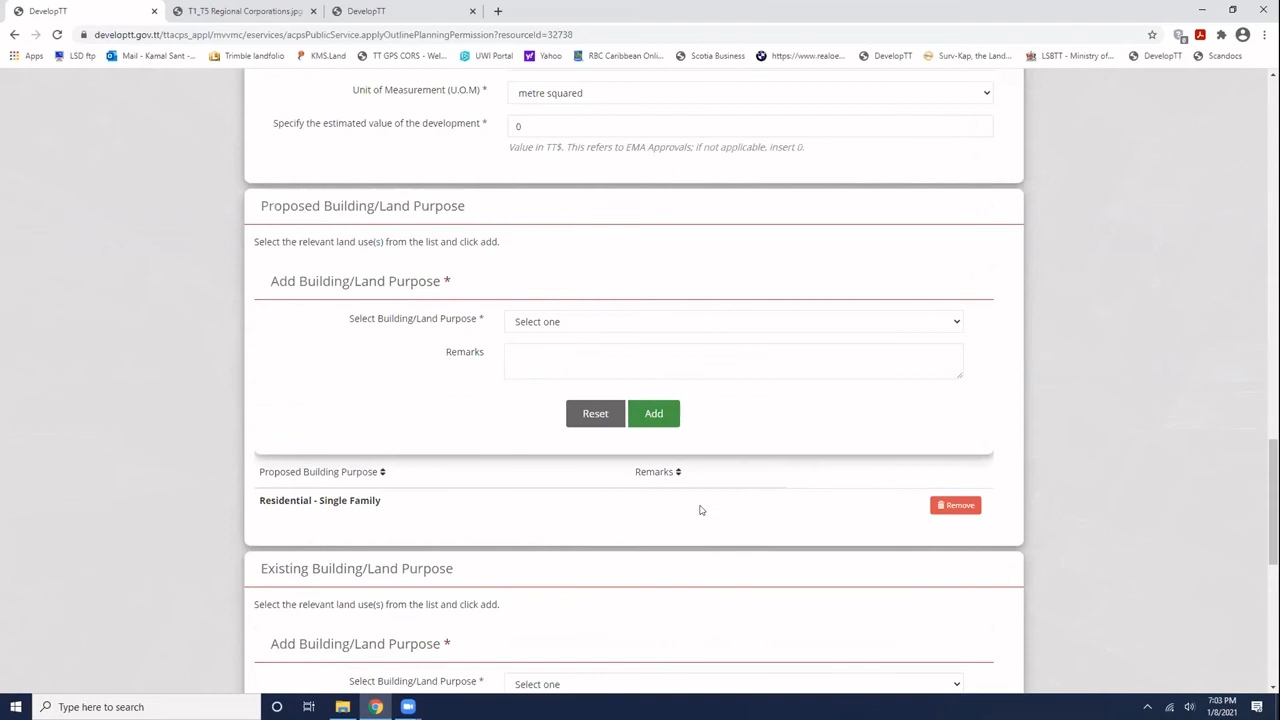 DevelopTT
T1_T5 Regional Corporations.jpg
DevelopTT
developtt.gov.tt/ttacps_appl/mvvmc/eservices/acpsPublicService.applyOutlinePlanningPermission?resourceId=32738
Apps LSD ftp Mail - Kamal Sant -... Trimble landfolio KMS.Land TT GPS CORS - Wel... UWI Portal Yahoo RBC Caribbean Onli... Scotia Business https://www.realoe... DevelopTT Surv-Kap, the Land... LSBTT - Ministry of... DevelopTT Scandocs
Unit of Measurement (U.O.M) * metre squared
Specify the estimated value of the development * 0
Value in TT$. This refers to EMA Approvals; if not applicable, insert 0.
Proposed Building/Land Purpose
Select the relevant land use(s) from the list and click add.
Add Building/Land Purpose *
Select Building/Land Purpose * Select one
Remarks
Reset Add
Proposed Building Purpose Remarks
Residential - Single Family Remove
Existing Building/Land Purpose
Select the relevant land use(s) from the list and click add.
Add Building/Land Purpose *
Select Building/Land Purpose * Select one
Type here to search
7:03 PM
1/8/2021